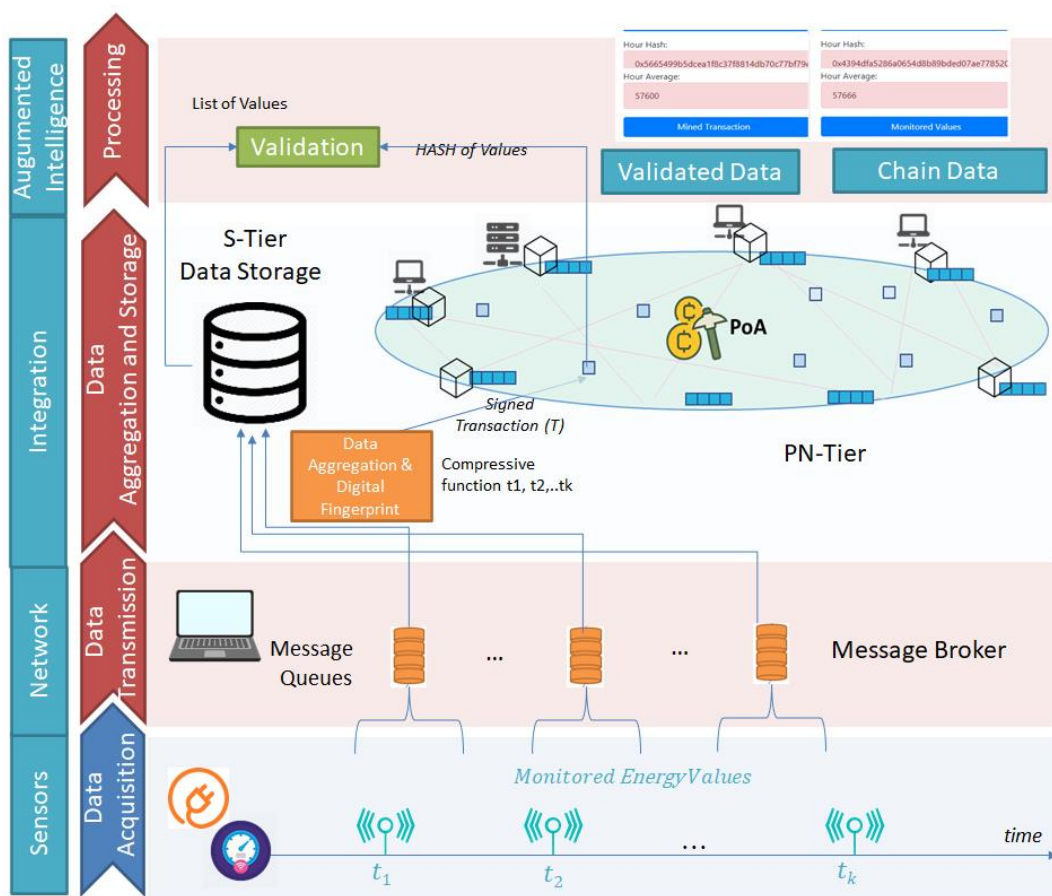 Augumented
Intelligence
Processing
List of Values
Validation
HASH of Values
Hour Hash:
0x5665499b5dcea1f8c37f8814db70c77bf79
Hour Average:
57600
Mined Transaction
Hour Hash:
0x4394dfa5286a0654d8b89bded07ae778520
Hour Average:
57666
Monitored Values
Validated Data
Chain Data
Integration
Data
Aggregation and Storage
S-Tier
Data Storage
PoA
Signed
Transaction (T)
Data
Aggregation &
Digital
Fingerprint
Compressive
function t1, t2,..tk
PN-Tier
Network
Data
Transmission
Message
Queues
...
...
Message Broker
Sensors
Data
Acquisition
Monitored EnergyValues
time
t1
t2
...
tk